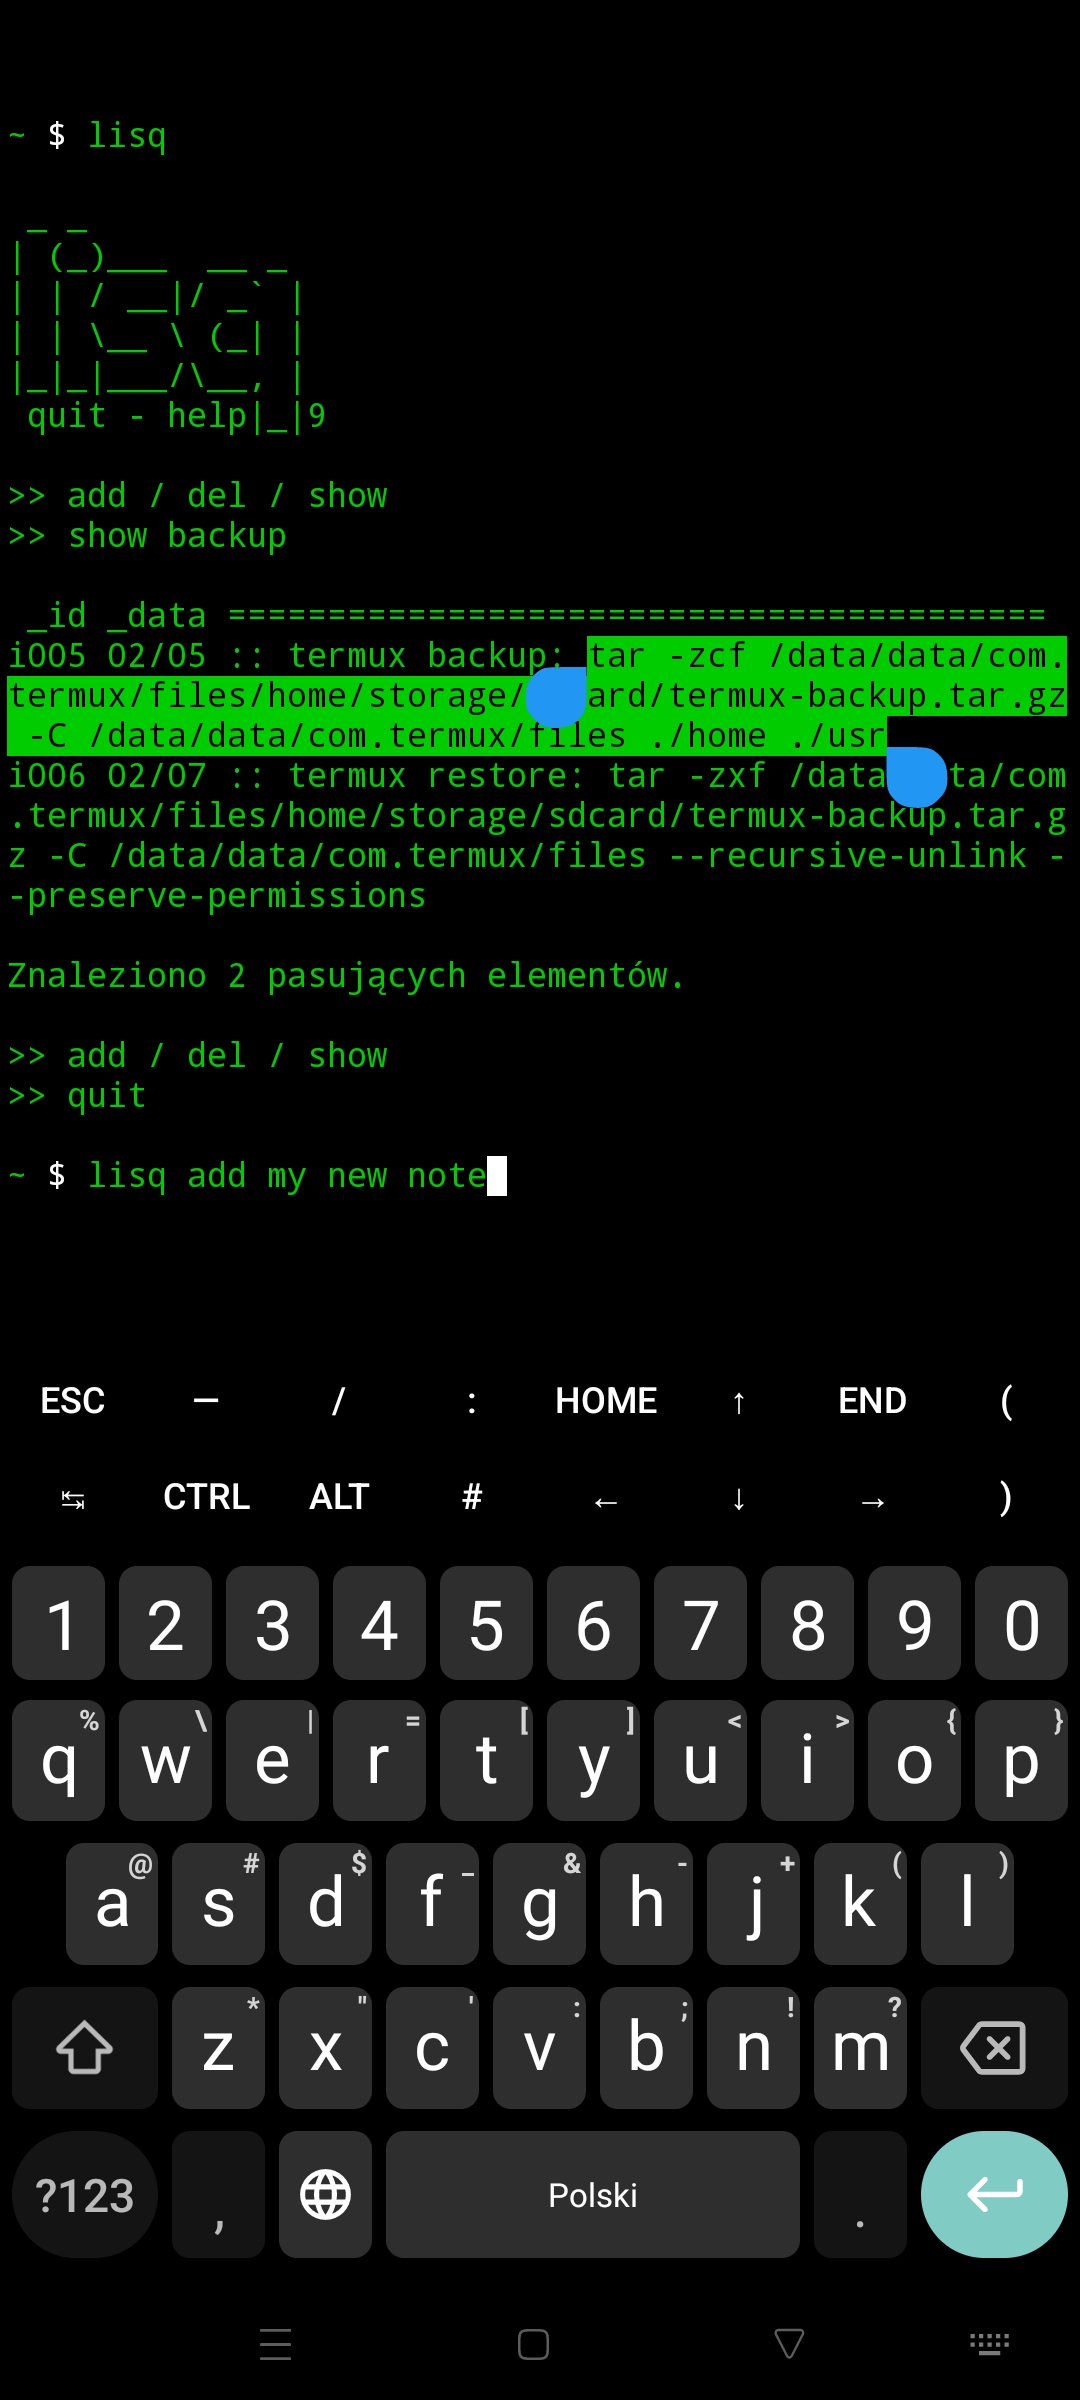 ~ $ lisq
 _ _
| (_)___  __ _
| | / __|/ _` |
| | \__ \ (_| |
|_|_|___/\__, |
 quit - help|_|9
>> add / del / show
>> show backup
 _id _data =========================================
i005 02/05 :: termux backup: tar -zcf /data/data/com.
termux/files/home/storage/ ard/termux-backup.tar.gz
 -C /data/data/com.termux/files ./home ./usr
i006 02/07 :: termux restore: tar -zxf /data ta/com
.termux/files/home/storage/sdcard/termux-backup.tar.g
z -C /data/data/com.termux/files --recursive-unlink -
-preserve-permissions
Znaleziono 2 pasujących elementów.
>> add / del / show
>> quit
~ $ lisq add my new note
ESC — / : HOME ↑ END (
↹ CTRL ALT # ← ↓ → )
1 2 3 4 5 6 7 8 9 0
% \ | = [ ] < > { }
q w e r t y u i o p
@ # $ _ & - + ( )
a s d f g h j k l
* " ' : ; ! ?
z x c v b n m
?123 , Polski .